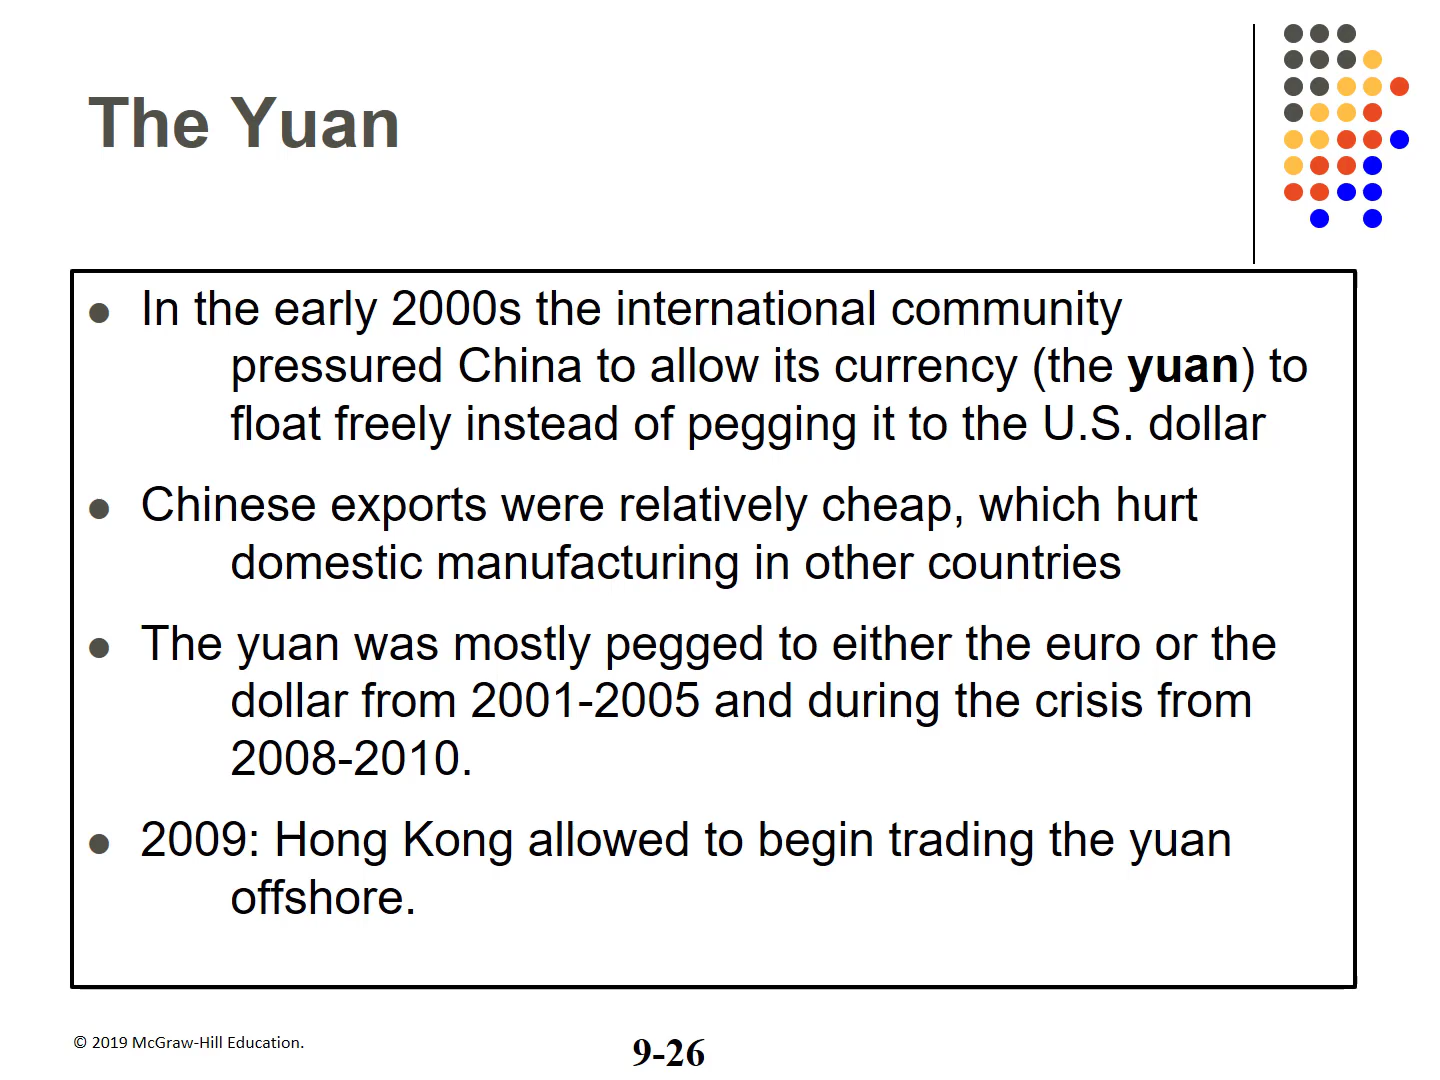 The Yuan
In the early 2000s the international community
pressured China to allow its currency (the yuan) to
float freely instead of pegging it to the U.S. dollar
Chinese exports were relatively cheap, which hurt
domestic manufacturing in other countries
The yuan was mostly pegged to either the euro or the
dollar from 2001-2005 and during the crisis from
2008-2010.
2009: Hong Kong allowed to begin trading the yuan
offshore.
© 2019 McGraw-Hill Education.
9-26